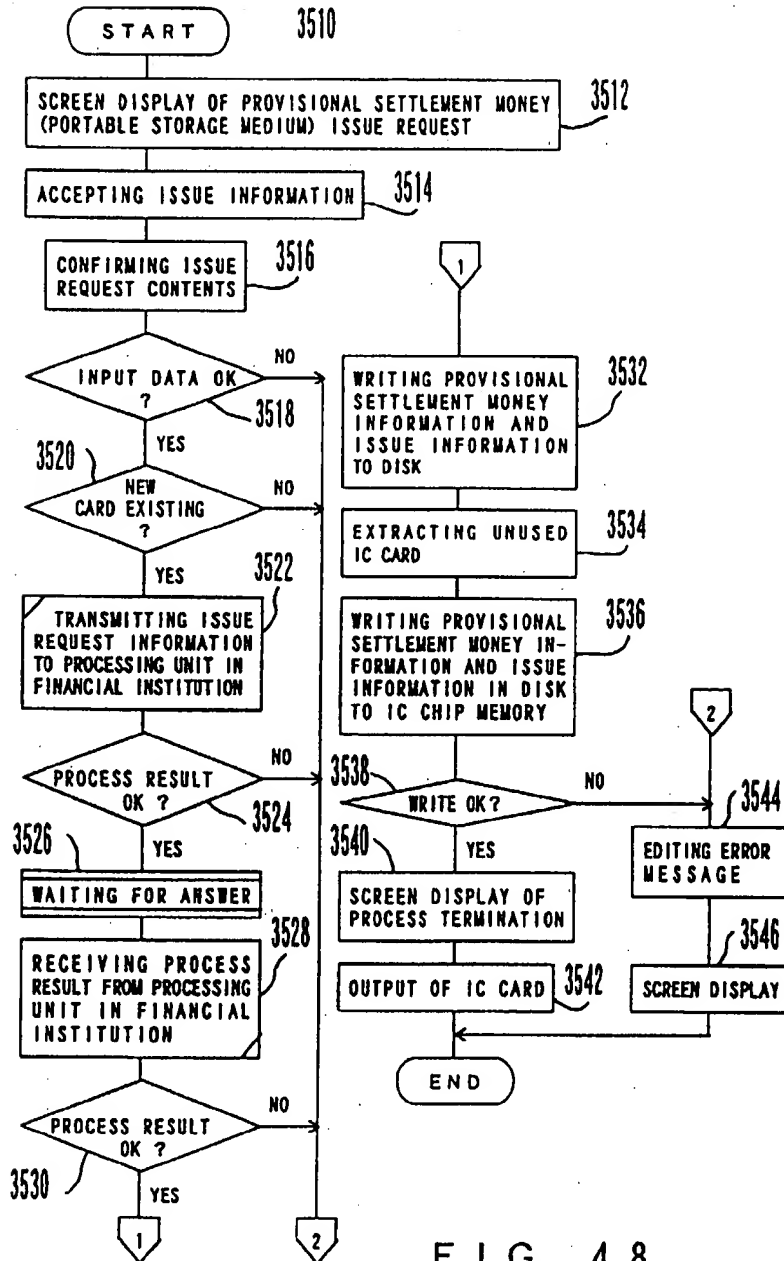 START
3510
SCREEN DISPLAY OF PROVISIONAL SETTLEMENT MONEY
(PORTABLE STORAGE MEDIUM) ISSUE REQUEST
3512
ACCEPTING ISSUE INFORMATION
3514
CONFIRMING ISSUE
REQUEST CONTENTS
3516
INPUT DATA OK
?
NO
3518
YES
3520
NEW
CARD EXISTING
?
NO
YES
3522
TRANSMITTING ISSUE
REQUEST INFORMATION
TO PROCESSING UNIT IN
FINANCIAL INSTITUTION
PROCESS RESULT
OK ?
NO
3524
YES
3526
WAITING FOR ANSWER
3528
RECEIVING PROCESS
RESULT FROM PROCESSING
UNIT IN FINANCIAL
INSTITUTION
PROCESS RESULT
OK ?
NO
3530
YES
1
2
1
WRITING PROVISIONAL
SETTLEMENT MONEY
INFORMATION AND
ISSUE INFORMATION
TO DISK
3532
EXTRACTING UNUSED
IC CARD
3534
WRITING PROVISIONAL
SETTLEMENT MONEY IN-
FORMATION AND ISSUE
INFORMATION IN DISK
TO IC CHIP MEMORY
3536
2
3538
WRITE OK?
NO
YES
3540
SCREEN DISPLAY OF
PROCESS TERMINATION
3544
EDITING ERROR
MESSAGE
OUTPUT OF IC CARD
3542
3546
SCREEN DISPLAY
END
FIG. 48